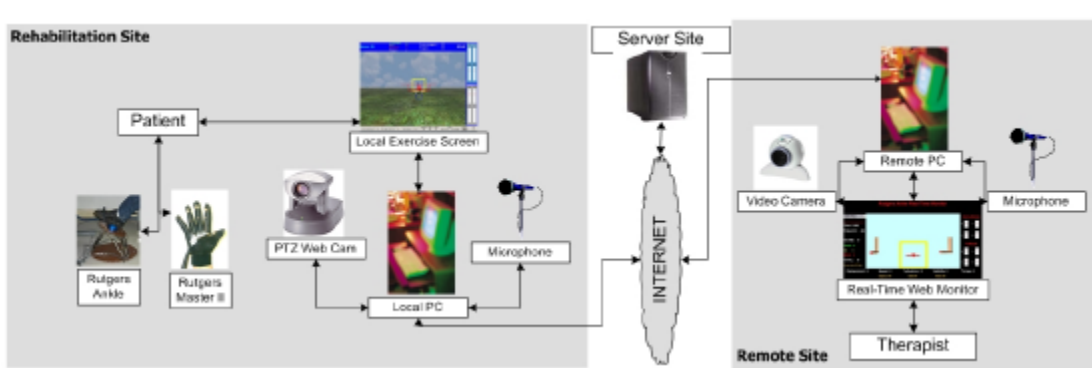 Rehabilitation Site
Patient
Local Exercise Screen
Rutgers
Ankle
Rutgers
Master II
PTZ Web Cam
Microphone
Local PC
Server Site
INTERNET
Remote PC
Video Camera
Microphone
Real-Time Web Monitor
Therapist
Remote Site